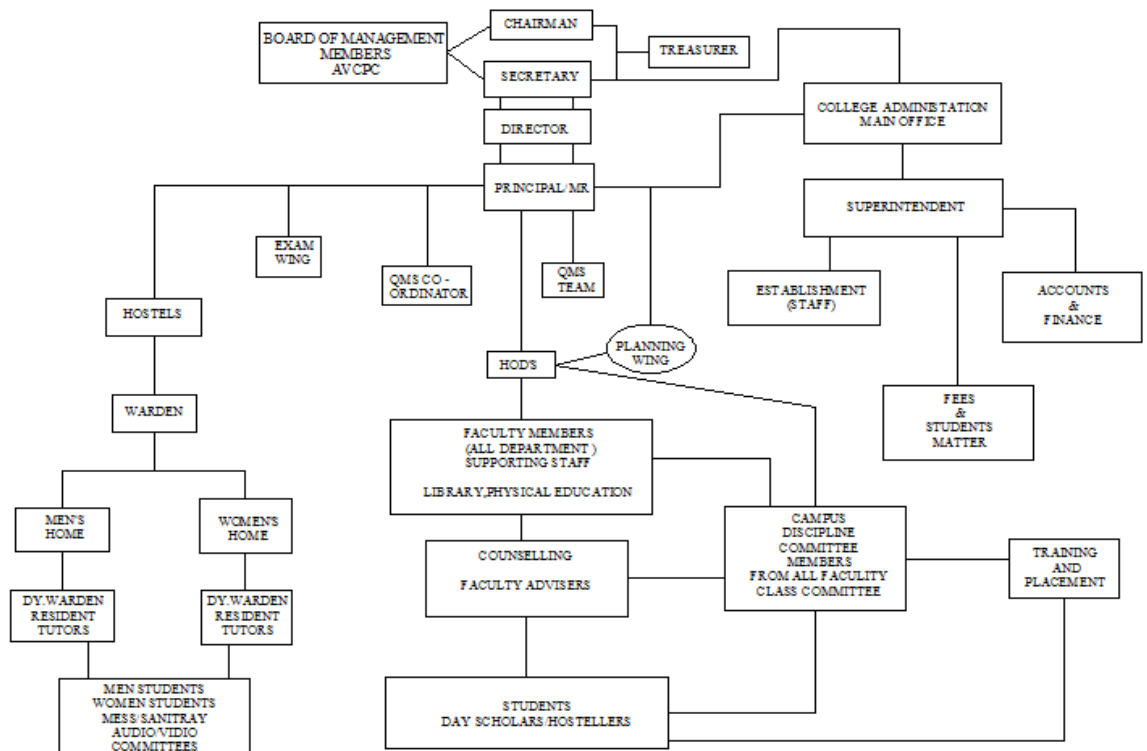 CHAIRMAN
BOARD OF MANAGEMENT
MEMBERS
AVCPC
TREASURER
SECRETARY
COLLEGE ADMINISTATION
MAIN OFFICE
DIRECTOR
PRINCIPAL/MR
SUPERINTENDENT
EXAM
WING
QMS CO -
ORDINATOR
QMS
TEAM
ESTABLISHMENT
(STAFF)
ACCOUNTS
&
FINANCE
HOSTELS
PLANNING
WING
HOD'S
WARDEN
FEES
&
STUDENTS
MATTER
FACULTY MEMBERS
(ALL DEPARTMENT )
SUPPORTING STAFF
LIBRARY,PHYSICAL EDUCATION
MEN'S
HOME
WOMEN'S
HOME
CAMPUS
DISCIPLINE
COMMITTEE
MEMBERS
FROM ALL FACULITY
CLASS COMMITTEE
TRAINING
AND
PLACEMENT
COUNSELLING
FACULTY ADVISERS
DY.WARDEN
RESIDENT
TUTORS
DY.WARDEN
RESIDENT
TUTORS
MEN STUDENTS
WOMEN STUDENTS
MESS/SANITRAY
AUDIO/VIDIO
COMMITTEES
STUDENTS
DAY SCHOLARS/HOSTELLERS